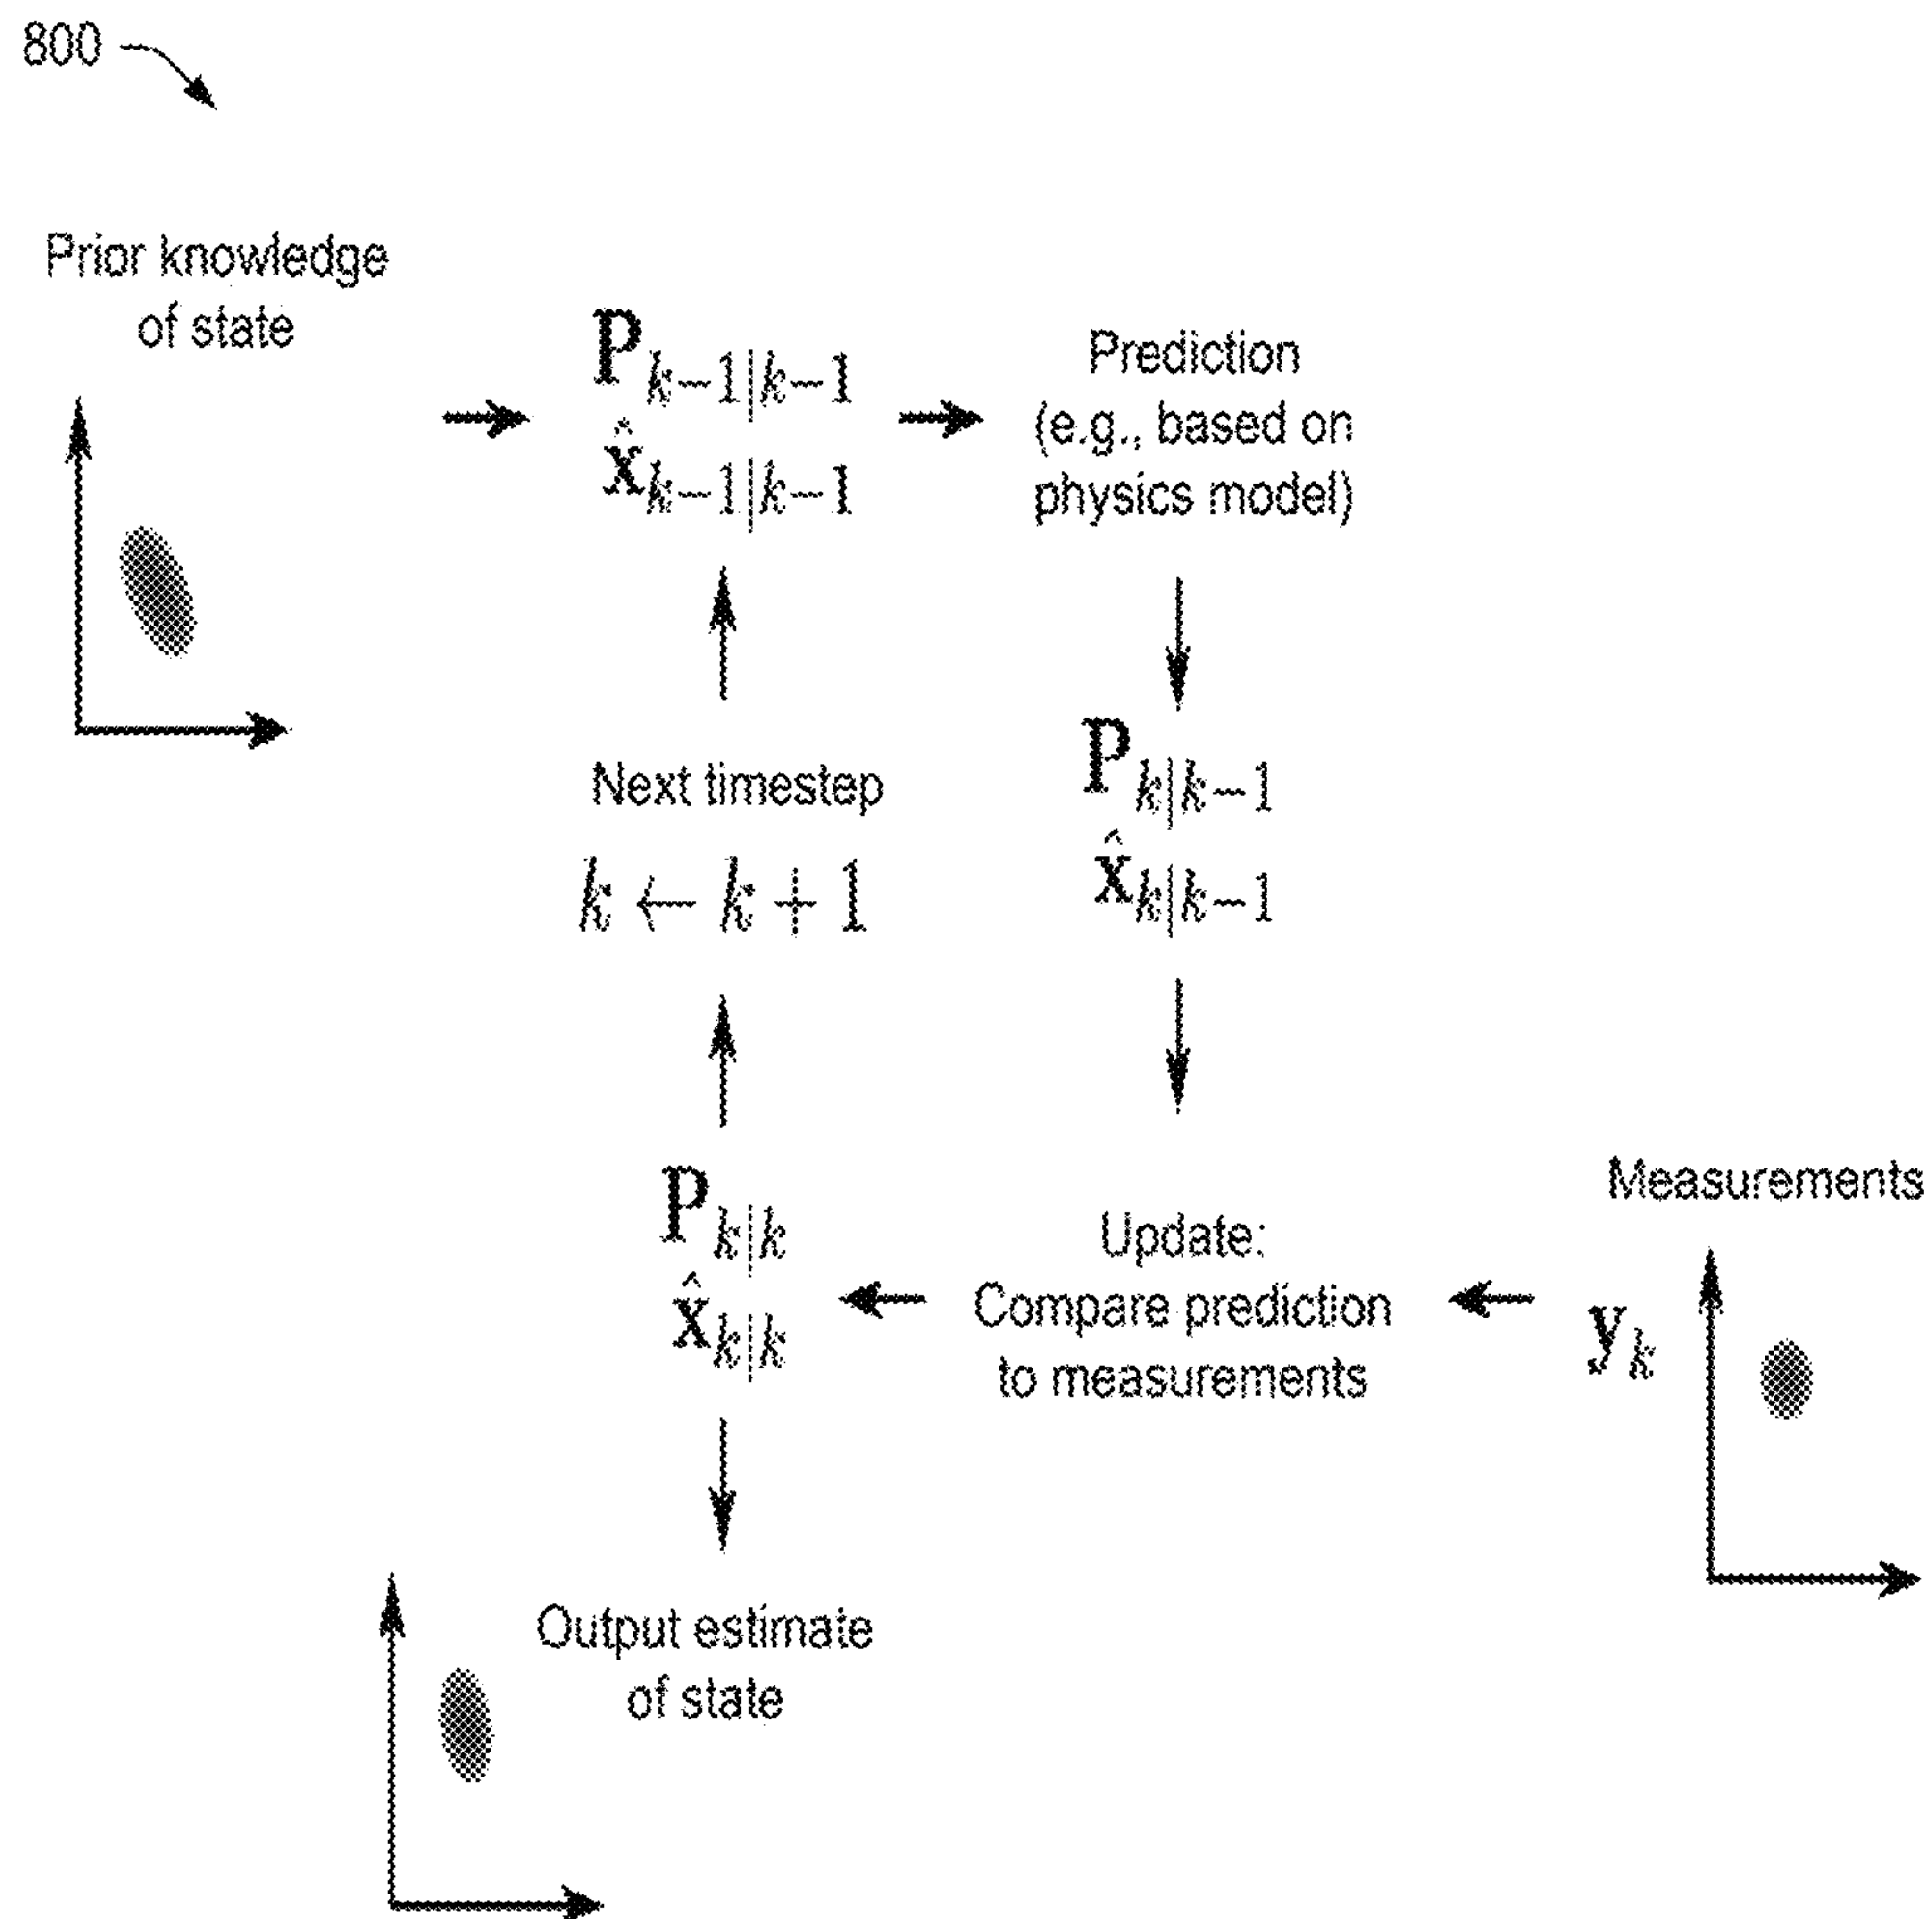 800
Prior knowledge
of state
P_{k-1|k-1}
x̂_{k-1|k-1}
Prediction
(e.g., based on
physics model)
Next timestep
k ← k + 1
P_{k|k-1}
x̂_{k|k-1}
P_{k|k}
x̂_{k|k}
Update:
Compare prediction
to measurements
Measurements
y_k
Output estimate
of state